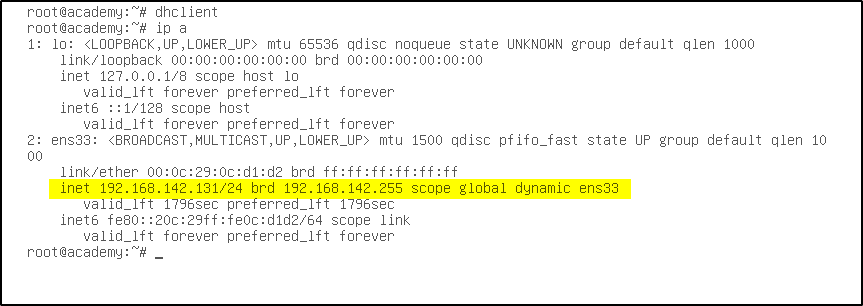 root@academy:~# dhclient
root@academy:~# ip a
1: lo: <LOOPBACK,UP,LOWER_UP> mtu 65536 qdisc noqueue state UNKNOWN group default qlen 1000
link/loopback 00:00:00:00:00:00 brd 00:00:00:00:00:00
inet 127.0.0.1/8 scope host lo
valid_lft forever preferred_lft forever
inet6 ::1/128 scope host
valid_lft forever preferred_lft forever
2: ens33: <BROADCAST,MULTICAST,UP,LOWER_UP> mtu 1500 qdisc pfifo_fast state UP group default qlen 10
00
link/ether 00:0c:29:0c:d1:d2 brd ff:ff:ff:ff:ff:ff
inet 192.168.142.131/24 brd 192.168.142.255 scope global dynamic ens33
valid_lft 1796sec preferred_lft 1796sec
inet6 fe80::20c:29ff:fe0c:d1d2/64 scope link
valid_lft forever preferred_lft forever
root@academy:~# _